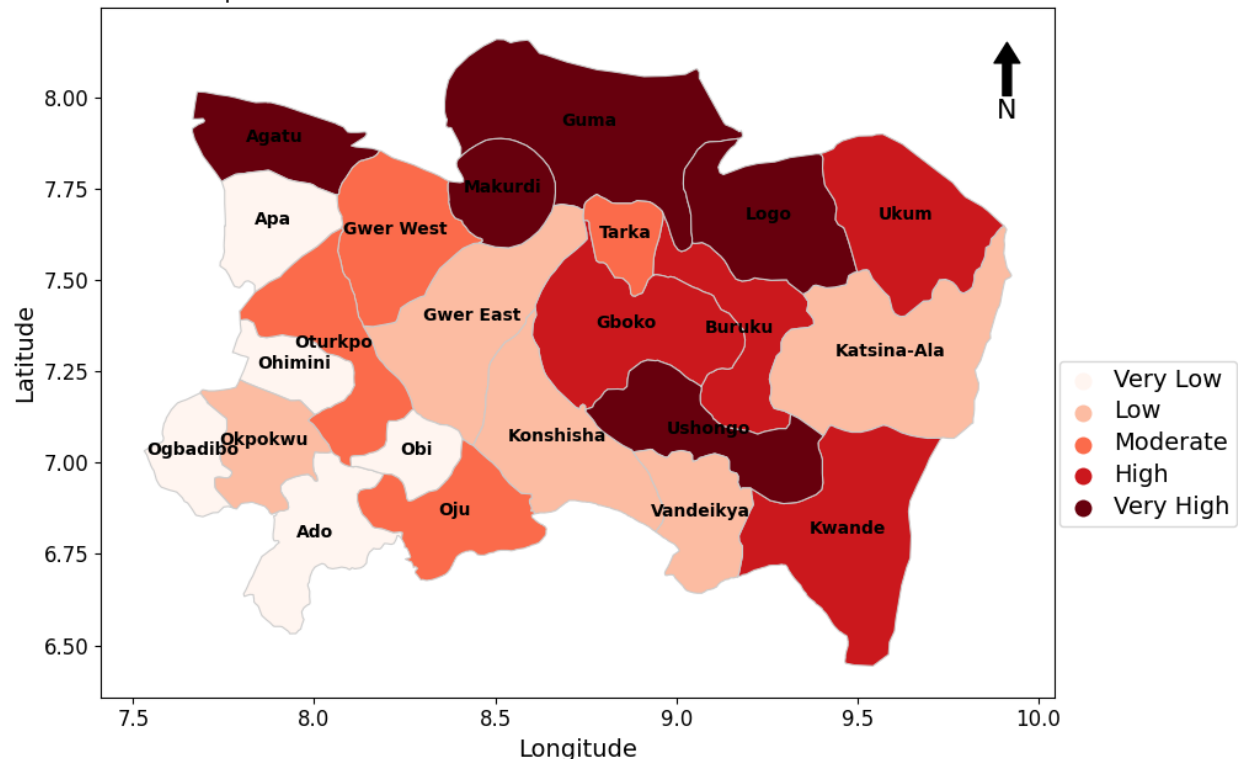 8.00
7.75
7.50
7.25
7.00
6.75
6.50
Latitude
7.5
8.0
8.5
9.0
9.5
10.0
Longitude
N
Guma
Agatu
Makurdi
Apa
Gwer West
Tarka
Logo
Ukum
Gwer East
Gboko
Buruku
Oturkpo
Ohimini
Katsina-Ala
Ushongo
Okpokwu
Ogbadibo
Obi
Konshisha
Oju
Vandeikya
Ado
Kwande
Very Low
Low
Moderate
High
Very High